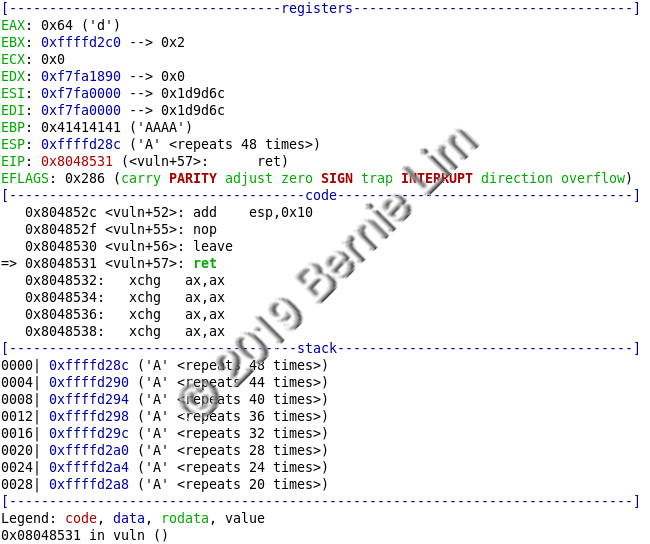 [----------------------------------registers-----------------------------------]
EAX: 0x64 ('d')
EBX: 0xffffd2c0 --> 0x2
ECX: 0x0
EDX: 0xf7fa1890 --> 0x0
ESI: 0xf7fa0000 --> 0x1d9d6c
EDI: 0xf7fa0000 --> 0x1d9d6c
EBP: 0x41414141 ('AAAA')
ESP: 0xffffd28c ('A' <repeats 48 times>)
EIP: 0x8048531 (<vuln+57>:      ret)
EFLAGS: 0x286 (carry PARITY adjust zero SIGN trap INTERRUPT direction overflow)
[-------------------------------------code-------------------------------------]
   0x804852c <vuln+52>: add    esp,0x10
   0x804852f <vuln+55>: nop
   0x8048530 <vuln+56>: leave
=> 0x8048531 <vuln+57>: ret
   0x8048532:   xchg   ax,ax
   0x8048534:   xchg   ax,ax
   0x8048536:   xchg   ax,ax
   0x8048538:   xchg   ax,ax
[------------------------------------stack-------------------------------------]
0000| 0xffffd28c ('A' <repeats 48 times>)
0004| 0xffffd290 ('A' <repeats 44 times>)
0008| 0xffffd294 ('A' <repeats 40 times>)
0012| 0xffffd298 ('A' <repeats 36 times>)
0016| 0xffffd29c ('A' <repeats 32 times>)
0020| 0xffffd2a0 ('A' <repeats 28 times>)
0024| 0xffffd2a4 ('A' <repeats 24 times>)
0028| 0xffffd2a8 ('A' <repeats 20 times>)
[------------------------------------------------------------------------------]
Legend: code, data, rodata, value
0x08048531 in vuln ()
© 2019 Bernie Lim